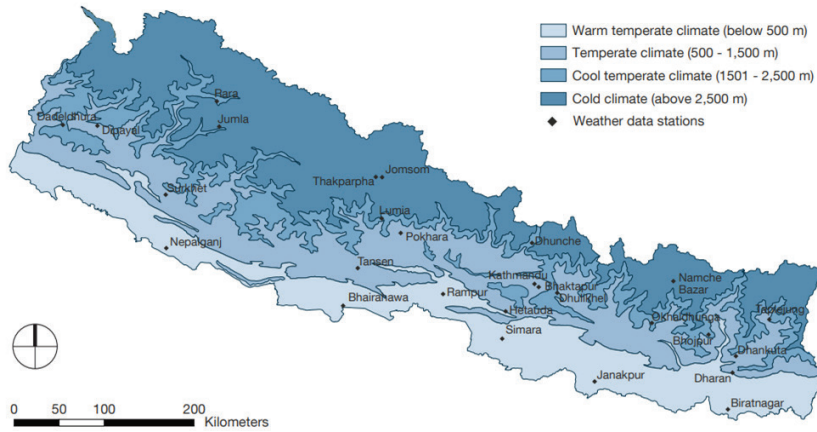 Warm temperate climate (below 500 m)
Temperate climate (500 - 1,500 m)
Cool temperate climate (1501 - 2,500 m)
Cold climate (above 2,500 m)
Weather data stations
Rara
Dadeldhura
Dipayal
Jumla
Thakparpha
Jomsom
Surkhet
Lumia
Pokhara
Dhunche
Nepalganj
Tansen
Kathmandu
Bhaktapur
Dhulikhel
Namche
Bazar
Bhairahawa
Rampur
Hetauda
Okhaldhunga
Taplejung
Simara
Bhojpur
Dhankuta
Janakpur
Dharan
Biratnagar
0 50 100 200
Kilometers